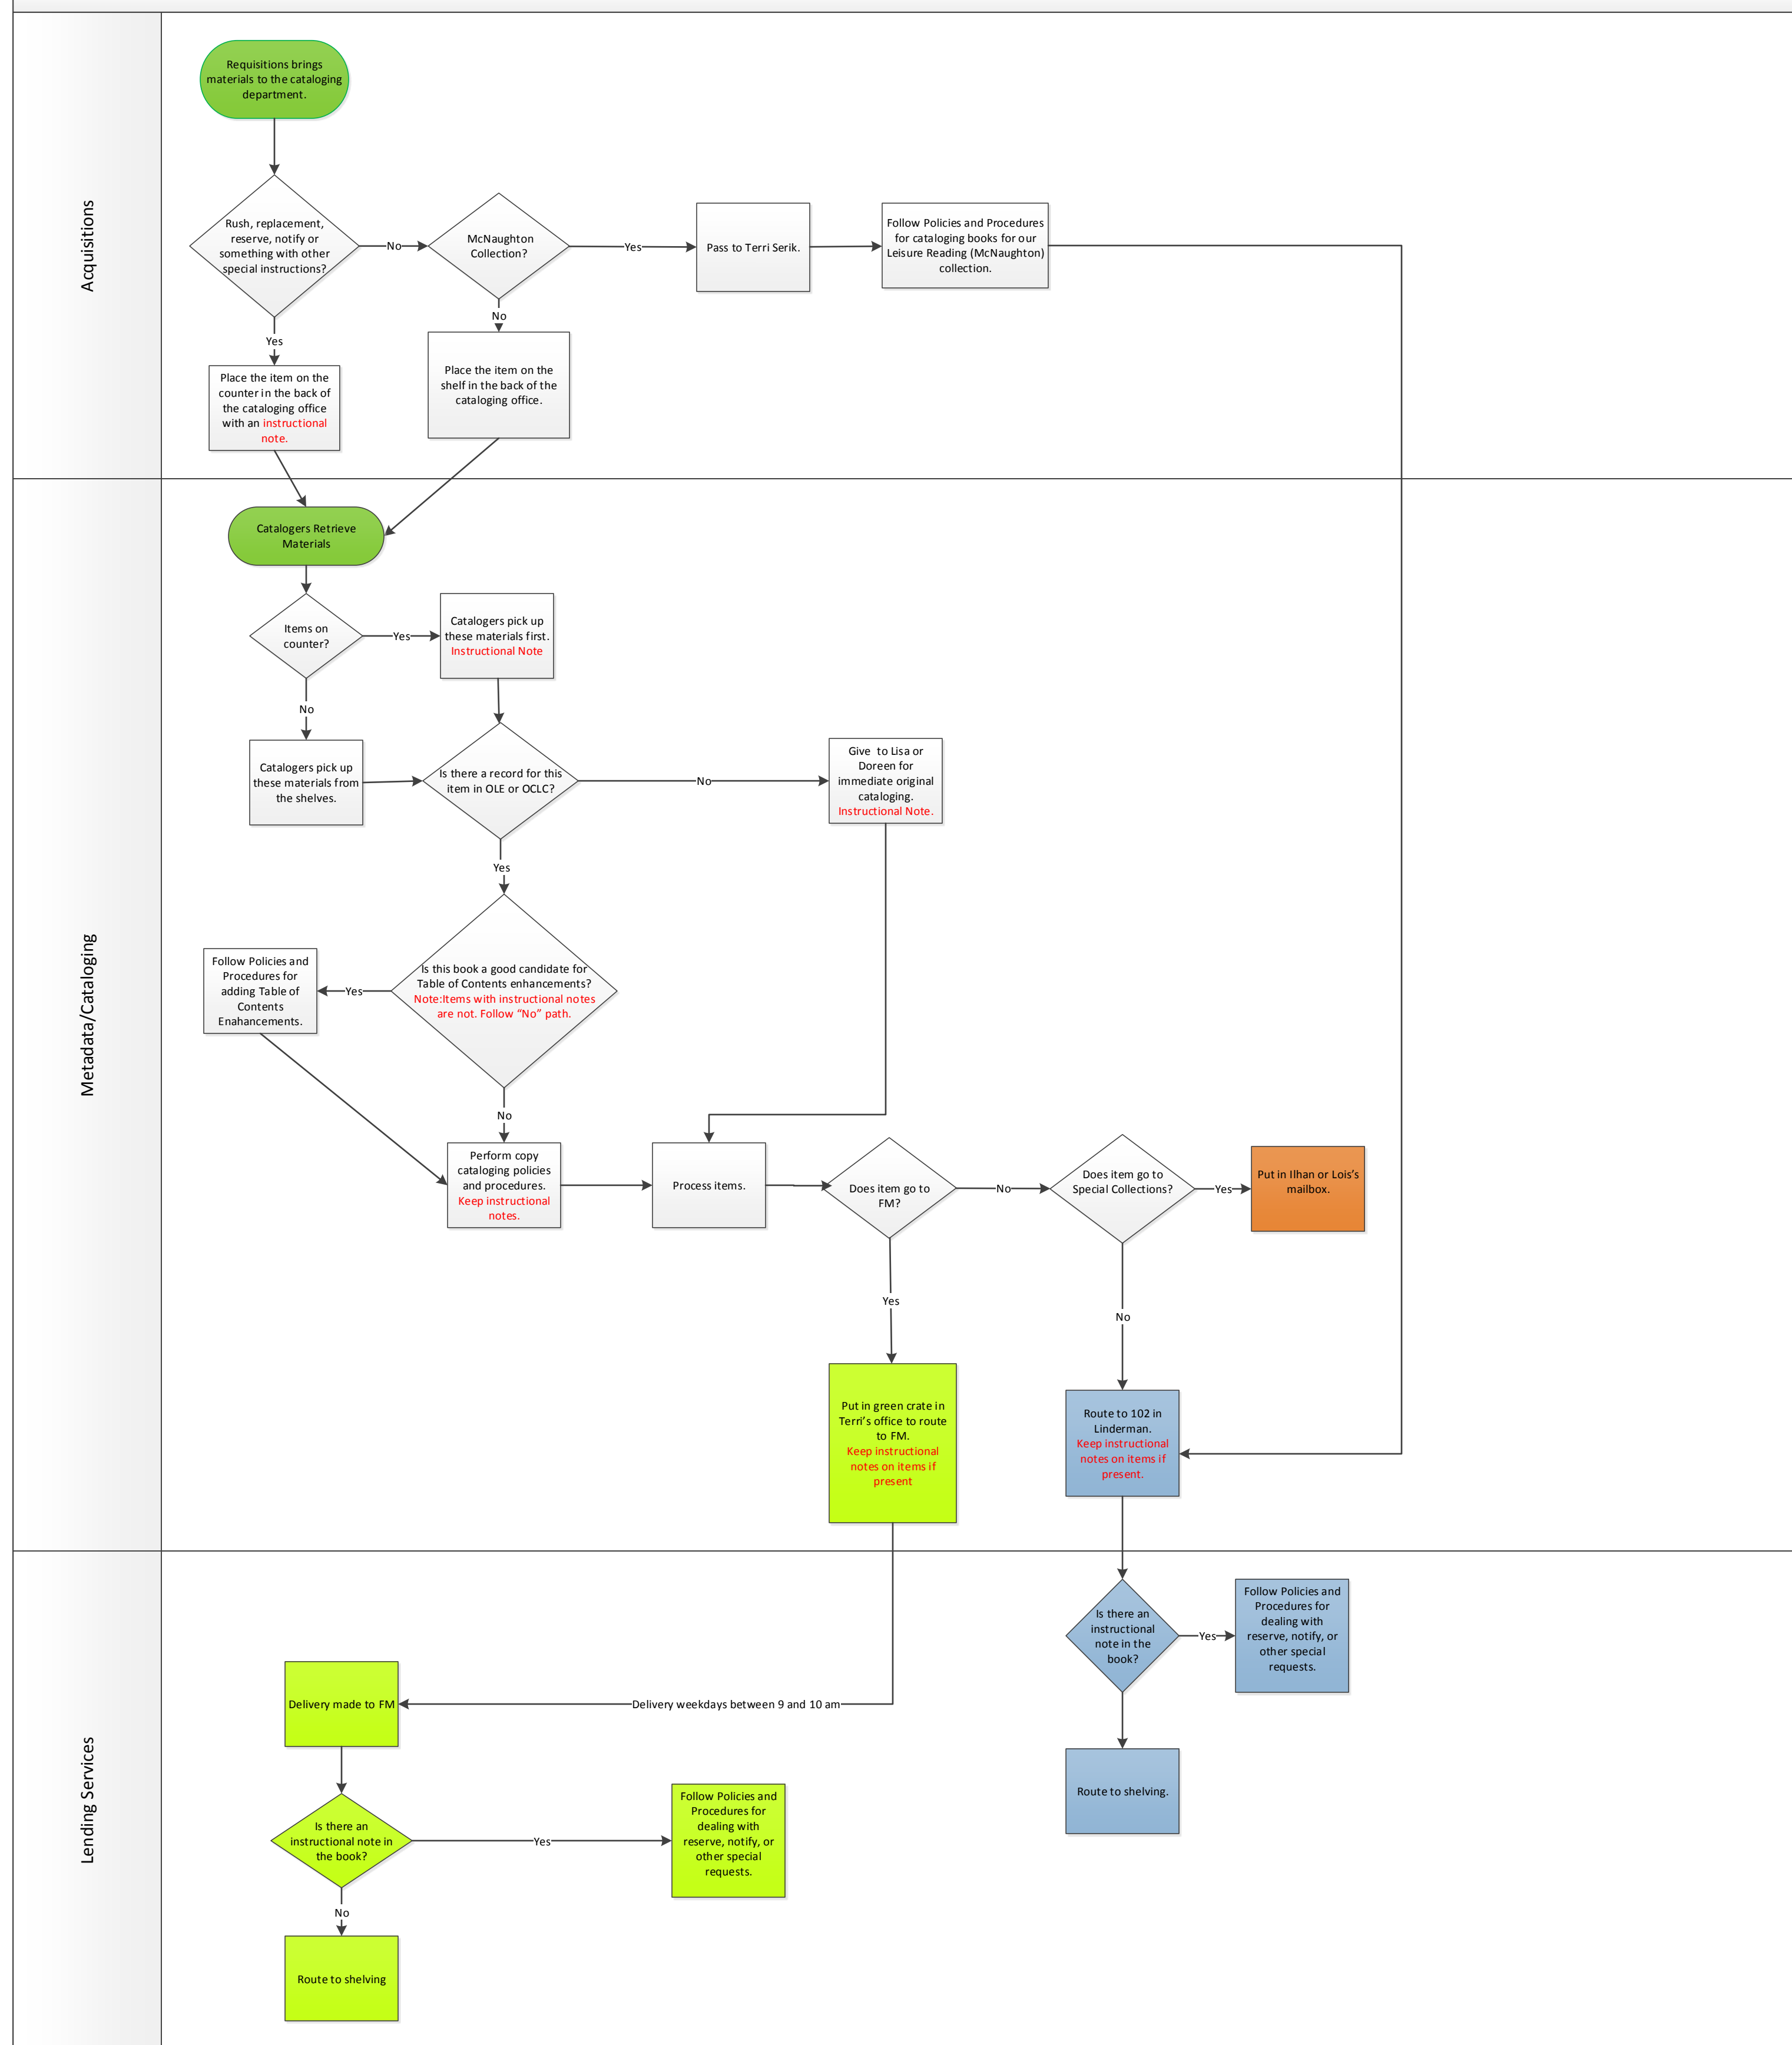 Acquisitions
Requisitions brings
materials to the cataloging
department.
Rush, replacement,
reserve, notify or
something with other
special instructions?
No
McNaughton
Collection?
Yes
Pass to Terri Serik.
Follow Policies and Procedures
for cataloging books for our
Leisure Reading (McNaughton)
collection.
Yes
No
Place the item on the
counter in the back of
the cataloging office
with an instructional
note.
Place the item on the
shelf in the back of the
cataloging office.
Metadata/Cataloging
Catalogers Retrieve
Materials
Items on
counter?
Yes
Catalogers pick up
these materials first.
Instructional Note
No
Catalogers pick up
these materials from
the shelves.
Is there a record for this
item in OLE or OCLC?
No
Give  to Lisa or
Doreen for
immediate original
cataloging.
Instructional Note.
Yes
Is this book a good candidate for
Table of Contents enhancements?
Note:Items with instructional notes
are not. Follow “No” path.
Yes
Follow Policies and
Procedures for
adding Table of
Contents
Enahancements.
No
Perform copy
cataloging policies
and procedures.
Keep instructional
notes.
Process items.
Does item go to
FM?
No
Does item go to
Special Collections?
Yes
Put in Ilhan or Lois’s
mailbox.
Yes
No
Put in green crate in
Terri’s office to route
to FM.
Keep instructional
notes on items if
present
Route to 102 in
Linderman.
Keep instructional
notes on items if
present.
Lending Services
Is there an
instructional
note in the
book?
Yes
Follow Policies and
Procedures for
dealing with
reserve, notify, or
other special
requests.
Route to shelving.
Delivery weekdays between 9 and 10 am
Delivery made to FM
Is there an
instructional note in
the book?
Yes
Follow Policies and
Procedures for
dealing with
reserve, notify, or
other special
requests.
No
Route to shelving